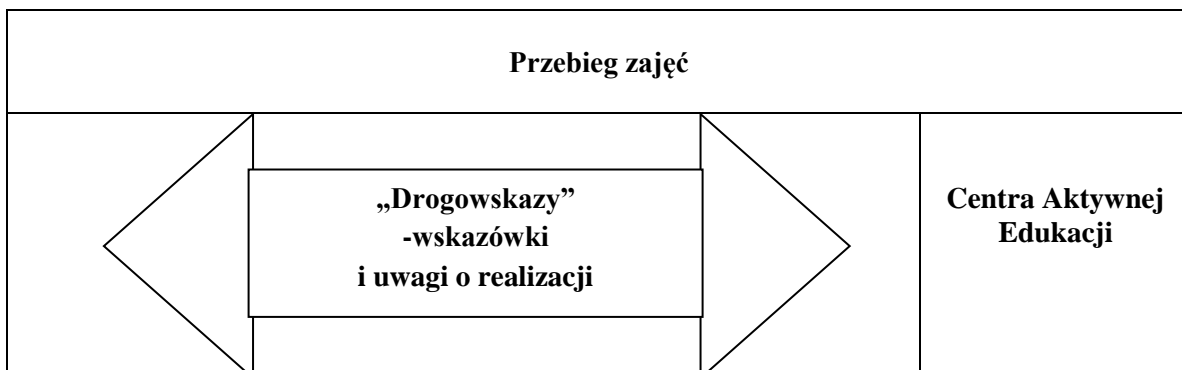 Przebieg zajęć
„Drogowskazy”
-wskazówki
i uwagi o realizacji
Centra Aktywnej
Edukacji